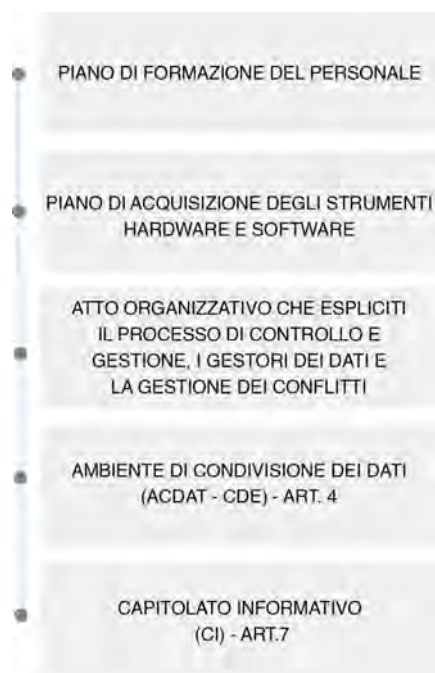 PIANO DI FORMAZIONE DEL PERSONALE
PIANO DI ACQUISIZIONE DEGLI STRUMENTI
HARDWARE E SOFTWARE
ATTO ORGANIZZATIVO CHE ESPLICITI
IL PROCESSO DI CONTROLLO E
GESTIONE, I GESTORI DEI DATI E
LA GESTIONE DEI CONFLITTI
AMBIENTE DI CONDIVISIONE DEI DATI
(ACDAT - CDE) - ART. 4
CAPITOLATO INFORMATIVO
(CI) - ART.7